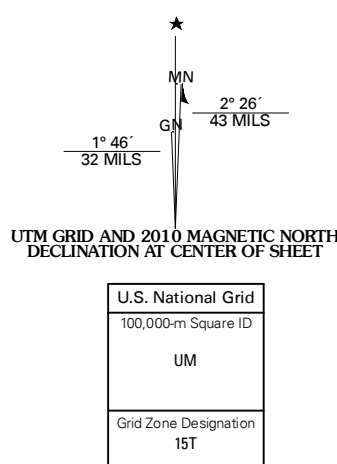 ★
MN
2° 26´
43 MILS
GN
1° 46´
32 MILS
UTM GRID AND 2010 MAGNETIC NORTH
DECLINATION AT CENTER OF SHEET
U.S. National Grid
100,000-m Square ID
UM
Grid Zone Designation
15T